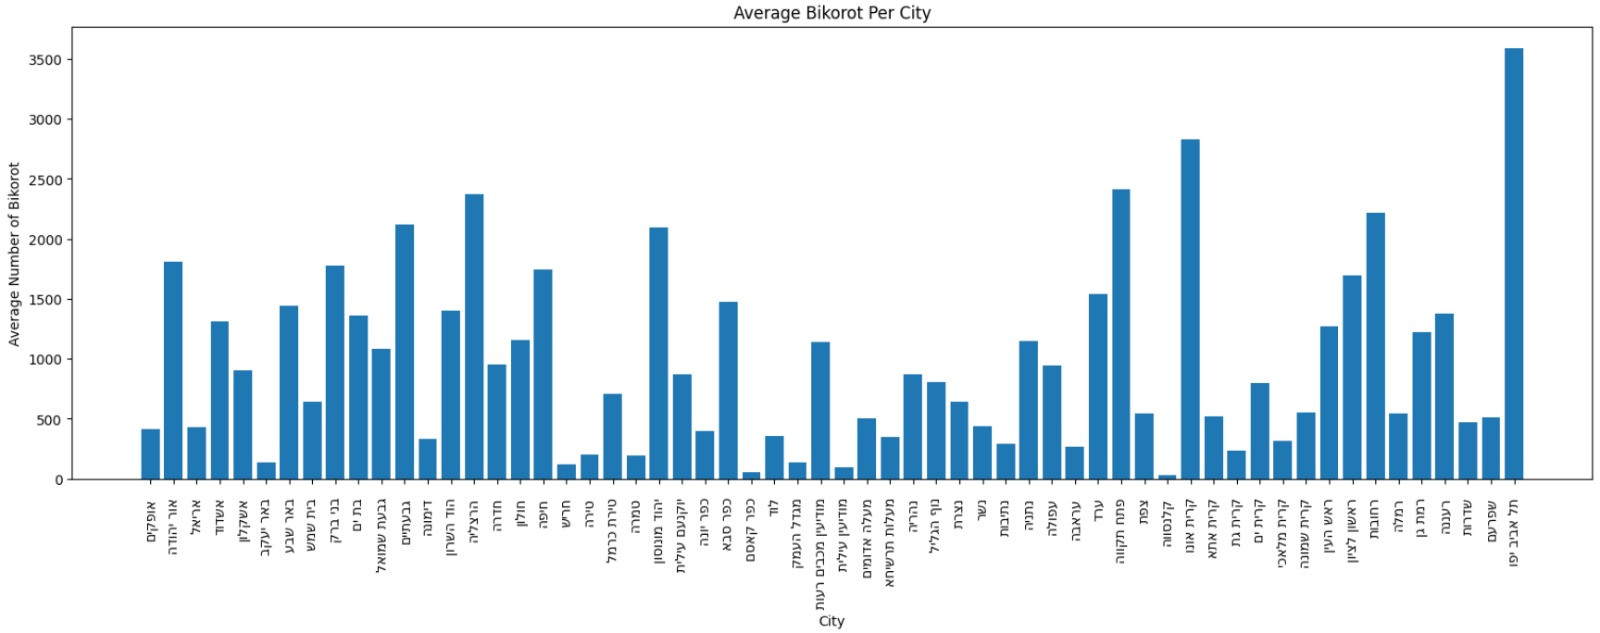 Average Bikorot Per City
Average Number of Bikorot
3500
3000
2500
2000
1500
1000
500
0
אופקים
אור יהודה
אריאל
אשדוד
אשקלון
באר יעקב
באר שבע
בית שמש
בני ברק
בת ים
גבעת שמואל
גבעתיים
דימונה
הוד השרון
הרצליה
חדרה
חולון
חיפה
חריש
טירה
טירת כרמל
טמרה
יהוד מונוסון
יוקנעם עילית
כפר יונה
כפר סבא
כפר קאסם
לוד
מגדל העמק
מודיעין מכבים רעות
מודיעין עילית
מעלה אדומים
מעלות תרשיחא
נהריה
נוף הגליל
נצרת
נשר
נתיבות
נתניה
עפולה
עראבה
ערד
פתח תקווה
צפת
קלנסווה
קרית אונו
קרית אתא
קרית גת
קרית ים
קרית מלאכי
קרית שמונה
ראש העין
ראשון לציון
רחובות
רמלה
רמת גן
רעננה
שדרות
שפרעם
תל אביב יפו
City